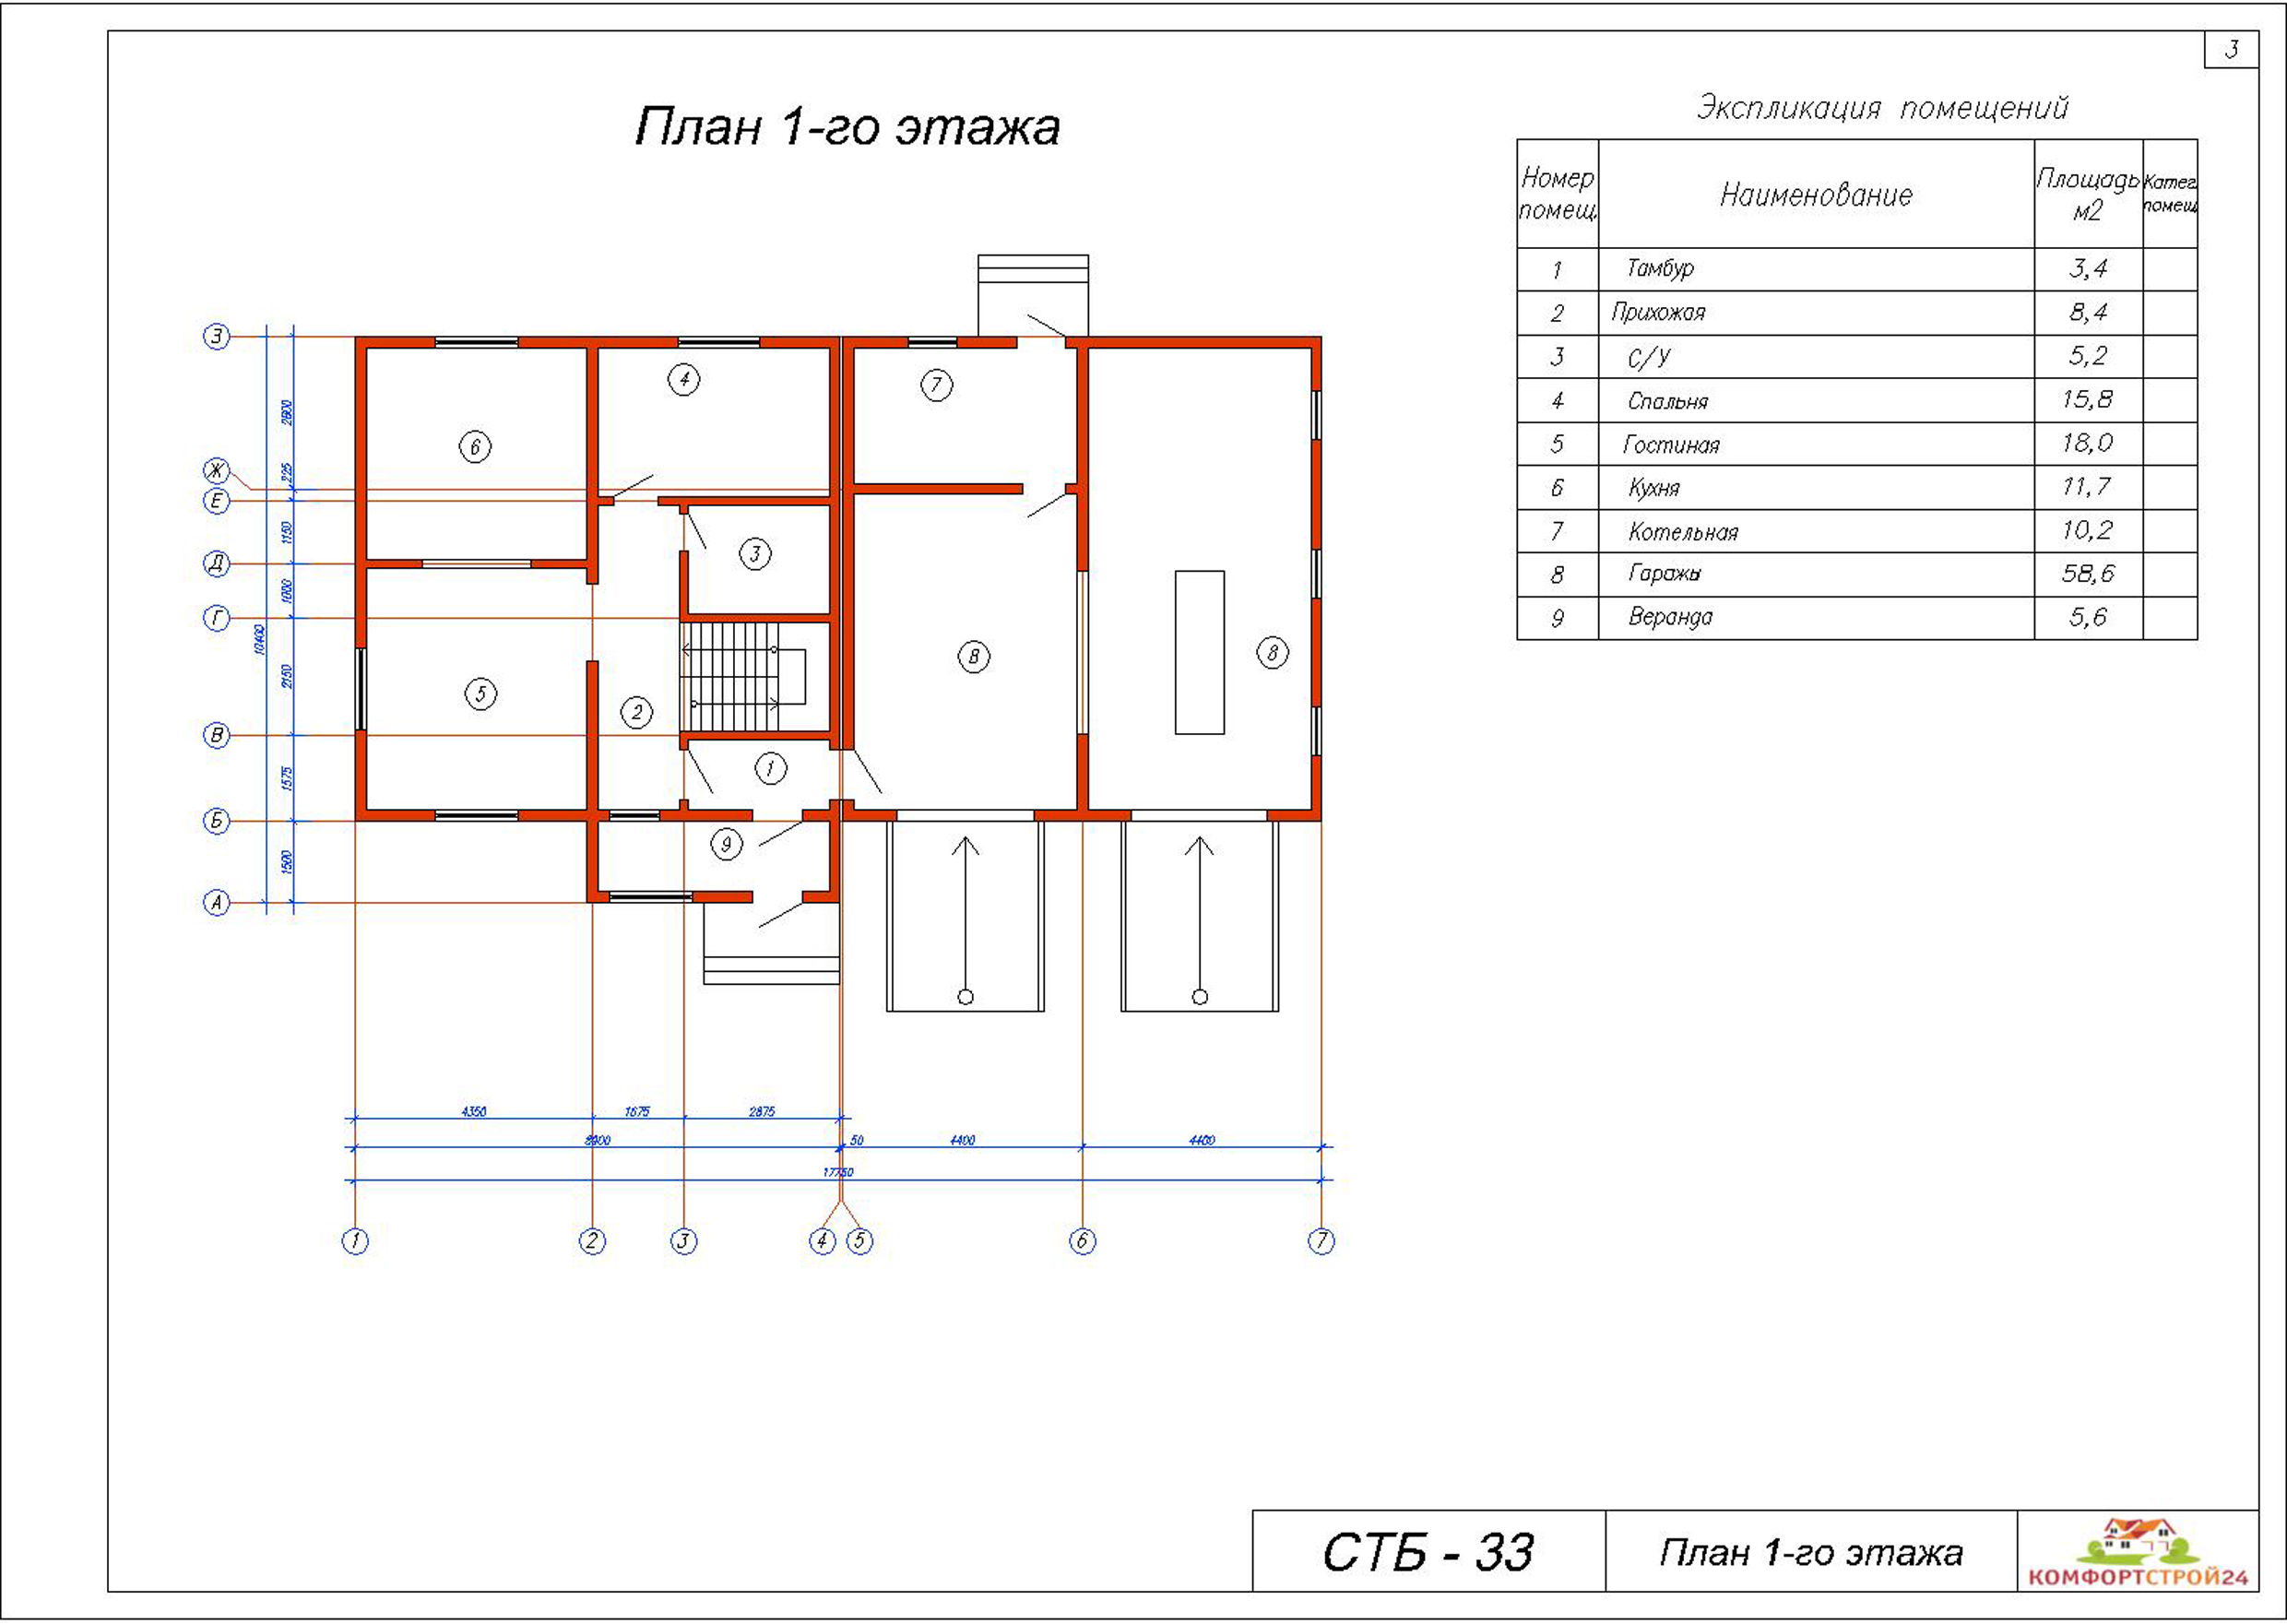 3
План 1-го этажа
Экспликация помещений
Номер помещ.
Наименование
Площадь м2
Катег. помещ.
1 Тамбур 3,4
2 Прихожая 8,4
3 С/У 5,2
4 Спальня 15,8
5 Гостиная 18,0
6 Кухня 11,7
7 Котельная 10,2
8 Гаражы 58,6
9 Веранда 5,6
З
Ж
Е
Д
Г
В
Б
А
2800
225
1150
1000
2150
1575
1500
10400
6
4
7
3
5
2
8
8
1
9
4350 1675 2875
8900 50 4400 4400
17750
1 2 3 4 5 6 7
СТБ - 33
План 1-го этажа
КОМФОРТСТРОЙ24